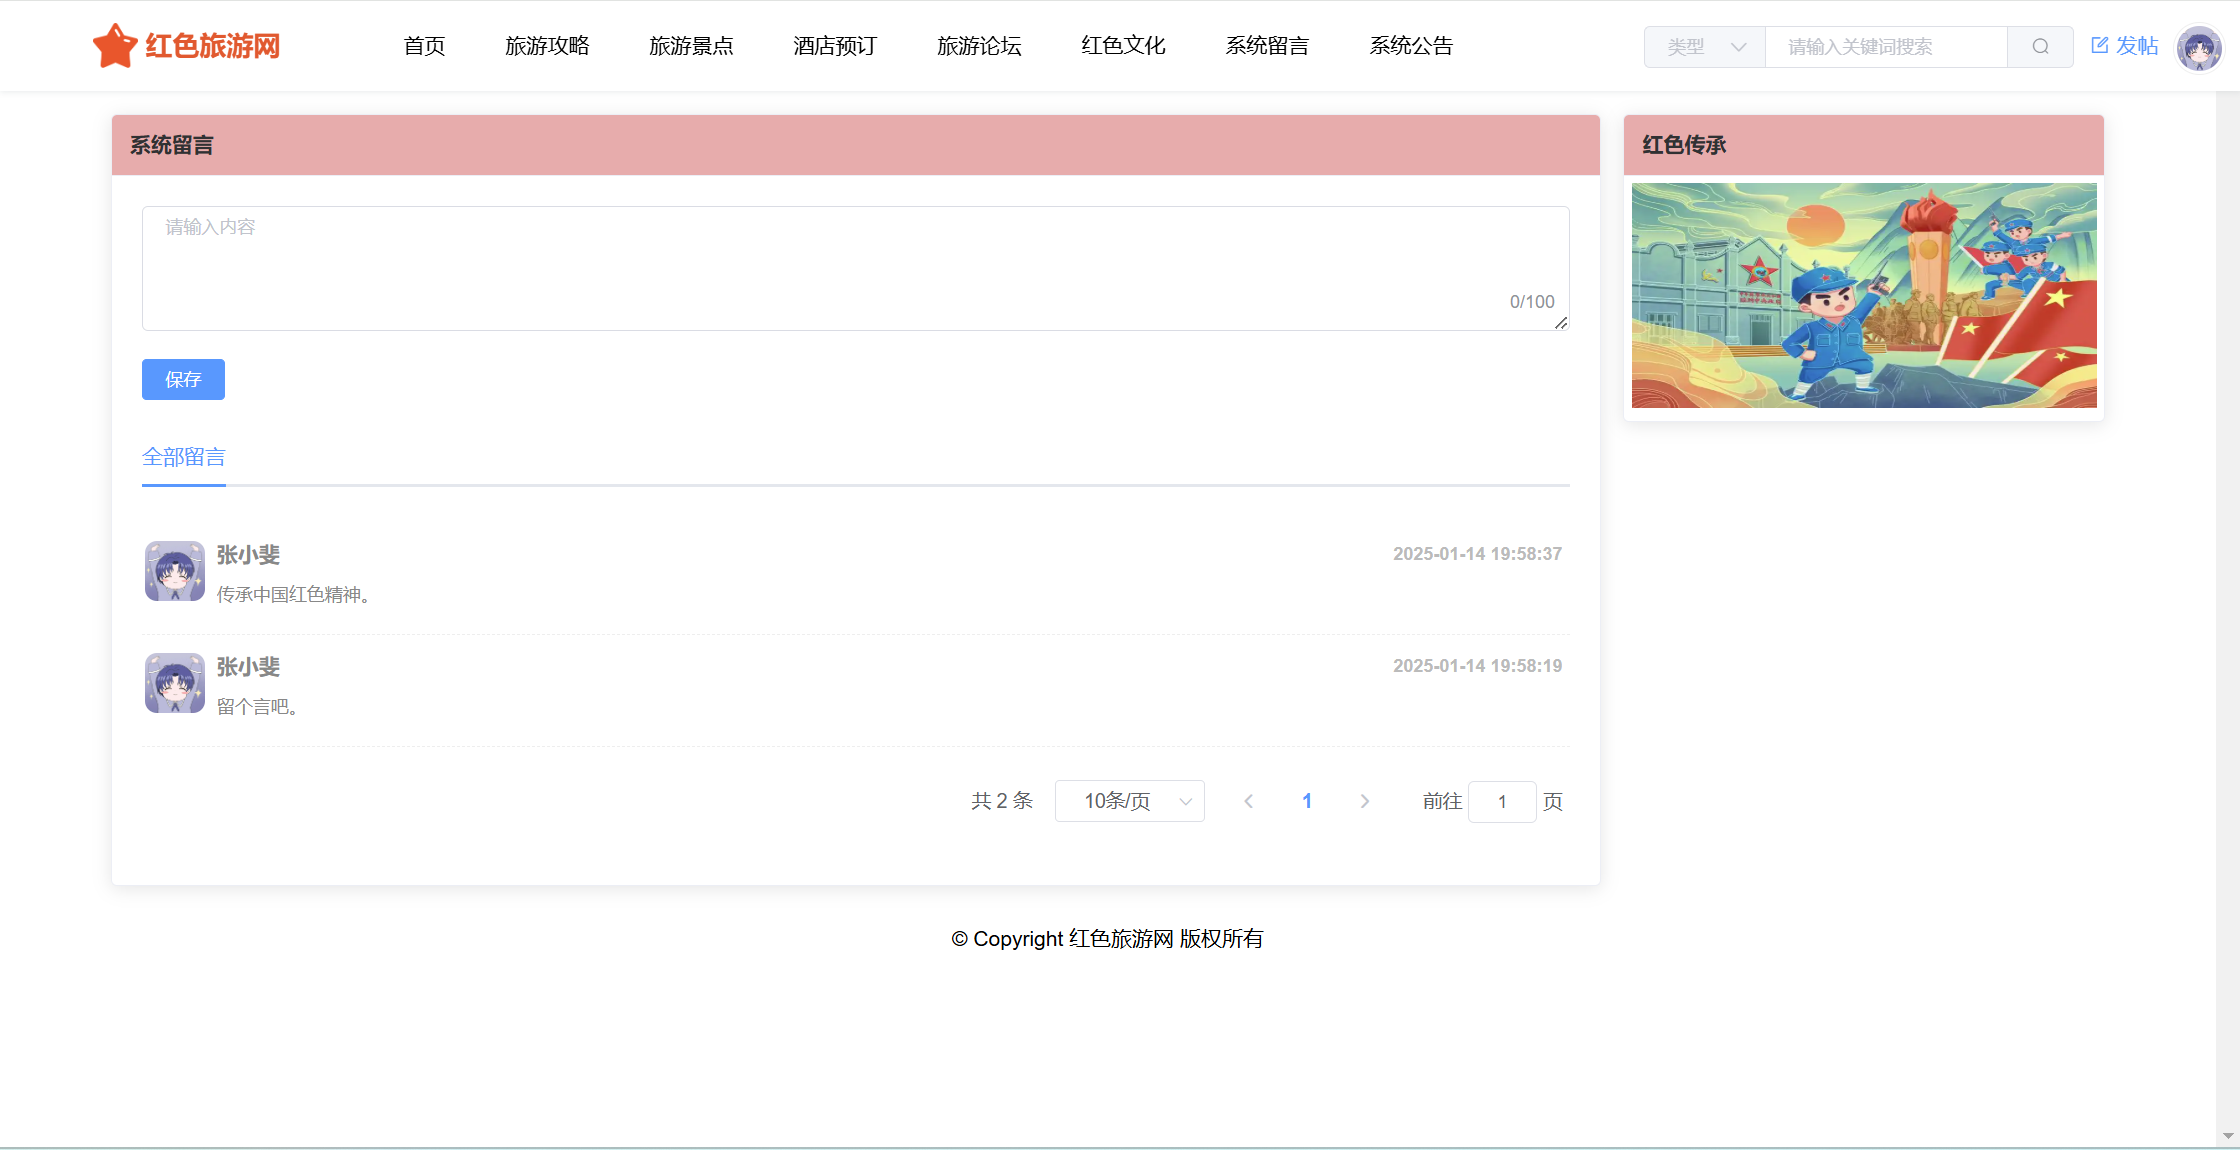 红色旅游网
首页 旅游攻略 旅游景点 酒店预订 旅游论坛 红色文化 系统留言 系统公告
类型 请输入关键词搜索 发帖
系统留言
请输入内容
0/100
保存
全部留言
张小斐 2025-01-14 19:58:37
传承中国红色精神。
张小斐 2025-01-14 19:58:19
留个言吧。
共 2 条 10条/页 1 前往 1 页
红色传承
© Copyright 红色旅游网 版权所有